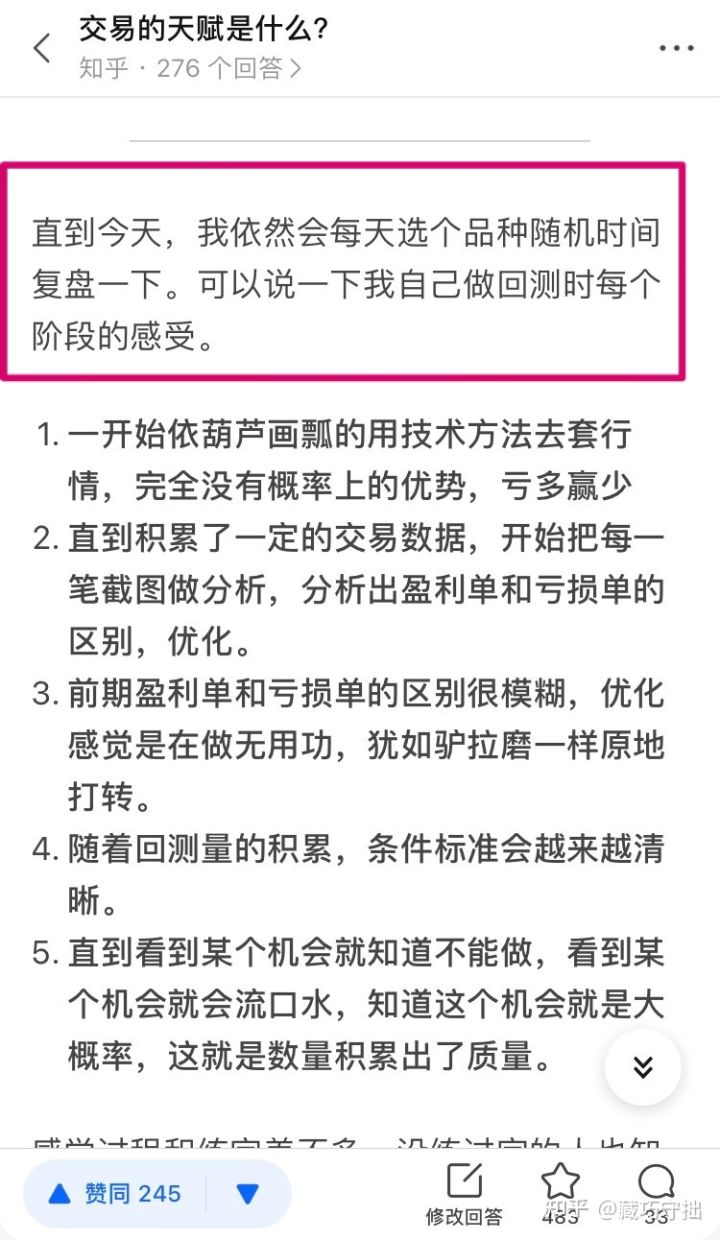 交易的天赋是什么?
知乎 · 276 个回答 >
直到今天，我依然会每天选个品种随机时间
复盘一下。可以说一下我自己做回测时每个
阶段的感受。
1. 一开始依葫芦画瓢的用技术方法去套行
情，完全没有概率上的优势，亏多赢少
2. 直到积累了一定的交易数据，开始把每一
笔截图做分析，分析出盈利单和亏损单的
区别，优化。
3. 前期盈利单和亏损单的区别很模糊，优化
感觉是在做无用功，犹如驴拉磨一样原地
打转。
4. 随着回测量的积累，条件标准会越来越清
晰。
5. 直到看到某个机会就知道不能做，看到某
个机会就会流口水，知道这个机会就是大
概率，这就是数量积累出了质量。
赞同 245
修改回答
483
33
知乎 @藏巧守拙